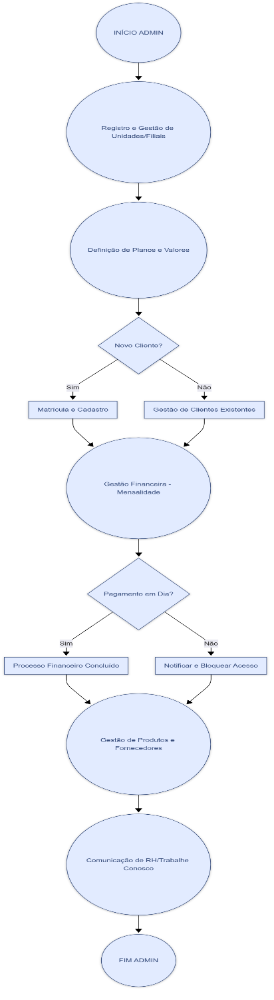 INÍCIO ADMIN
Registro e Gestão de
Unidades/Filiais
Definição de Planos e Valores
Novo Cliente?
Sim
Não
Matrícula e Cadastro
Gestão de Clientes Existentes
Gestão Financeira -
Mensalidade
Pagamento em Dia?
Sim
Não
Processo Financeiro Concluído
Notificar e Bloquear Acesso
Gestão de Produtos e
Fornecedores
Comunicação de RH/Trabalhe
Conosco
FIM ADMIN